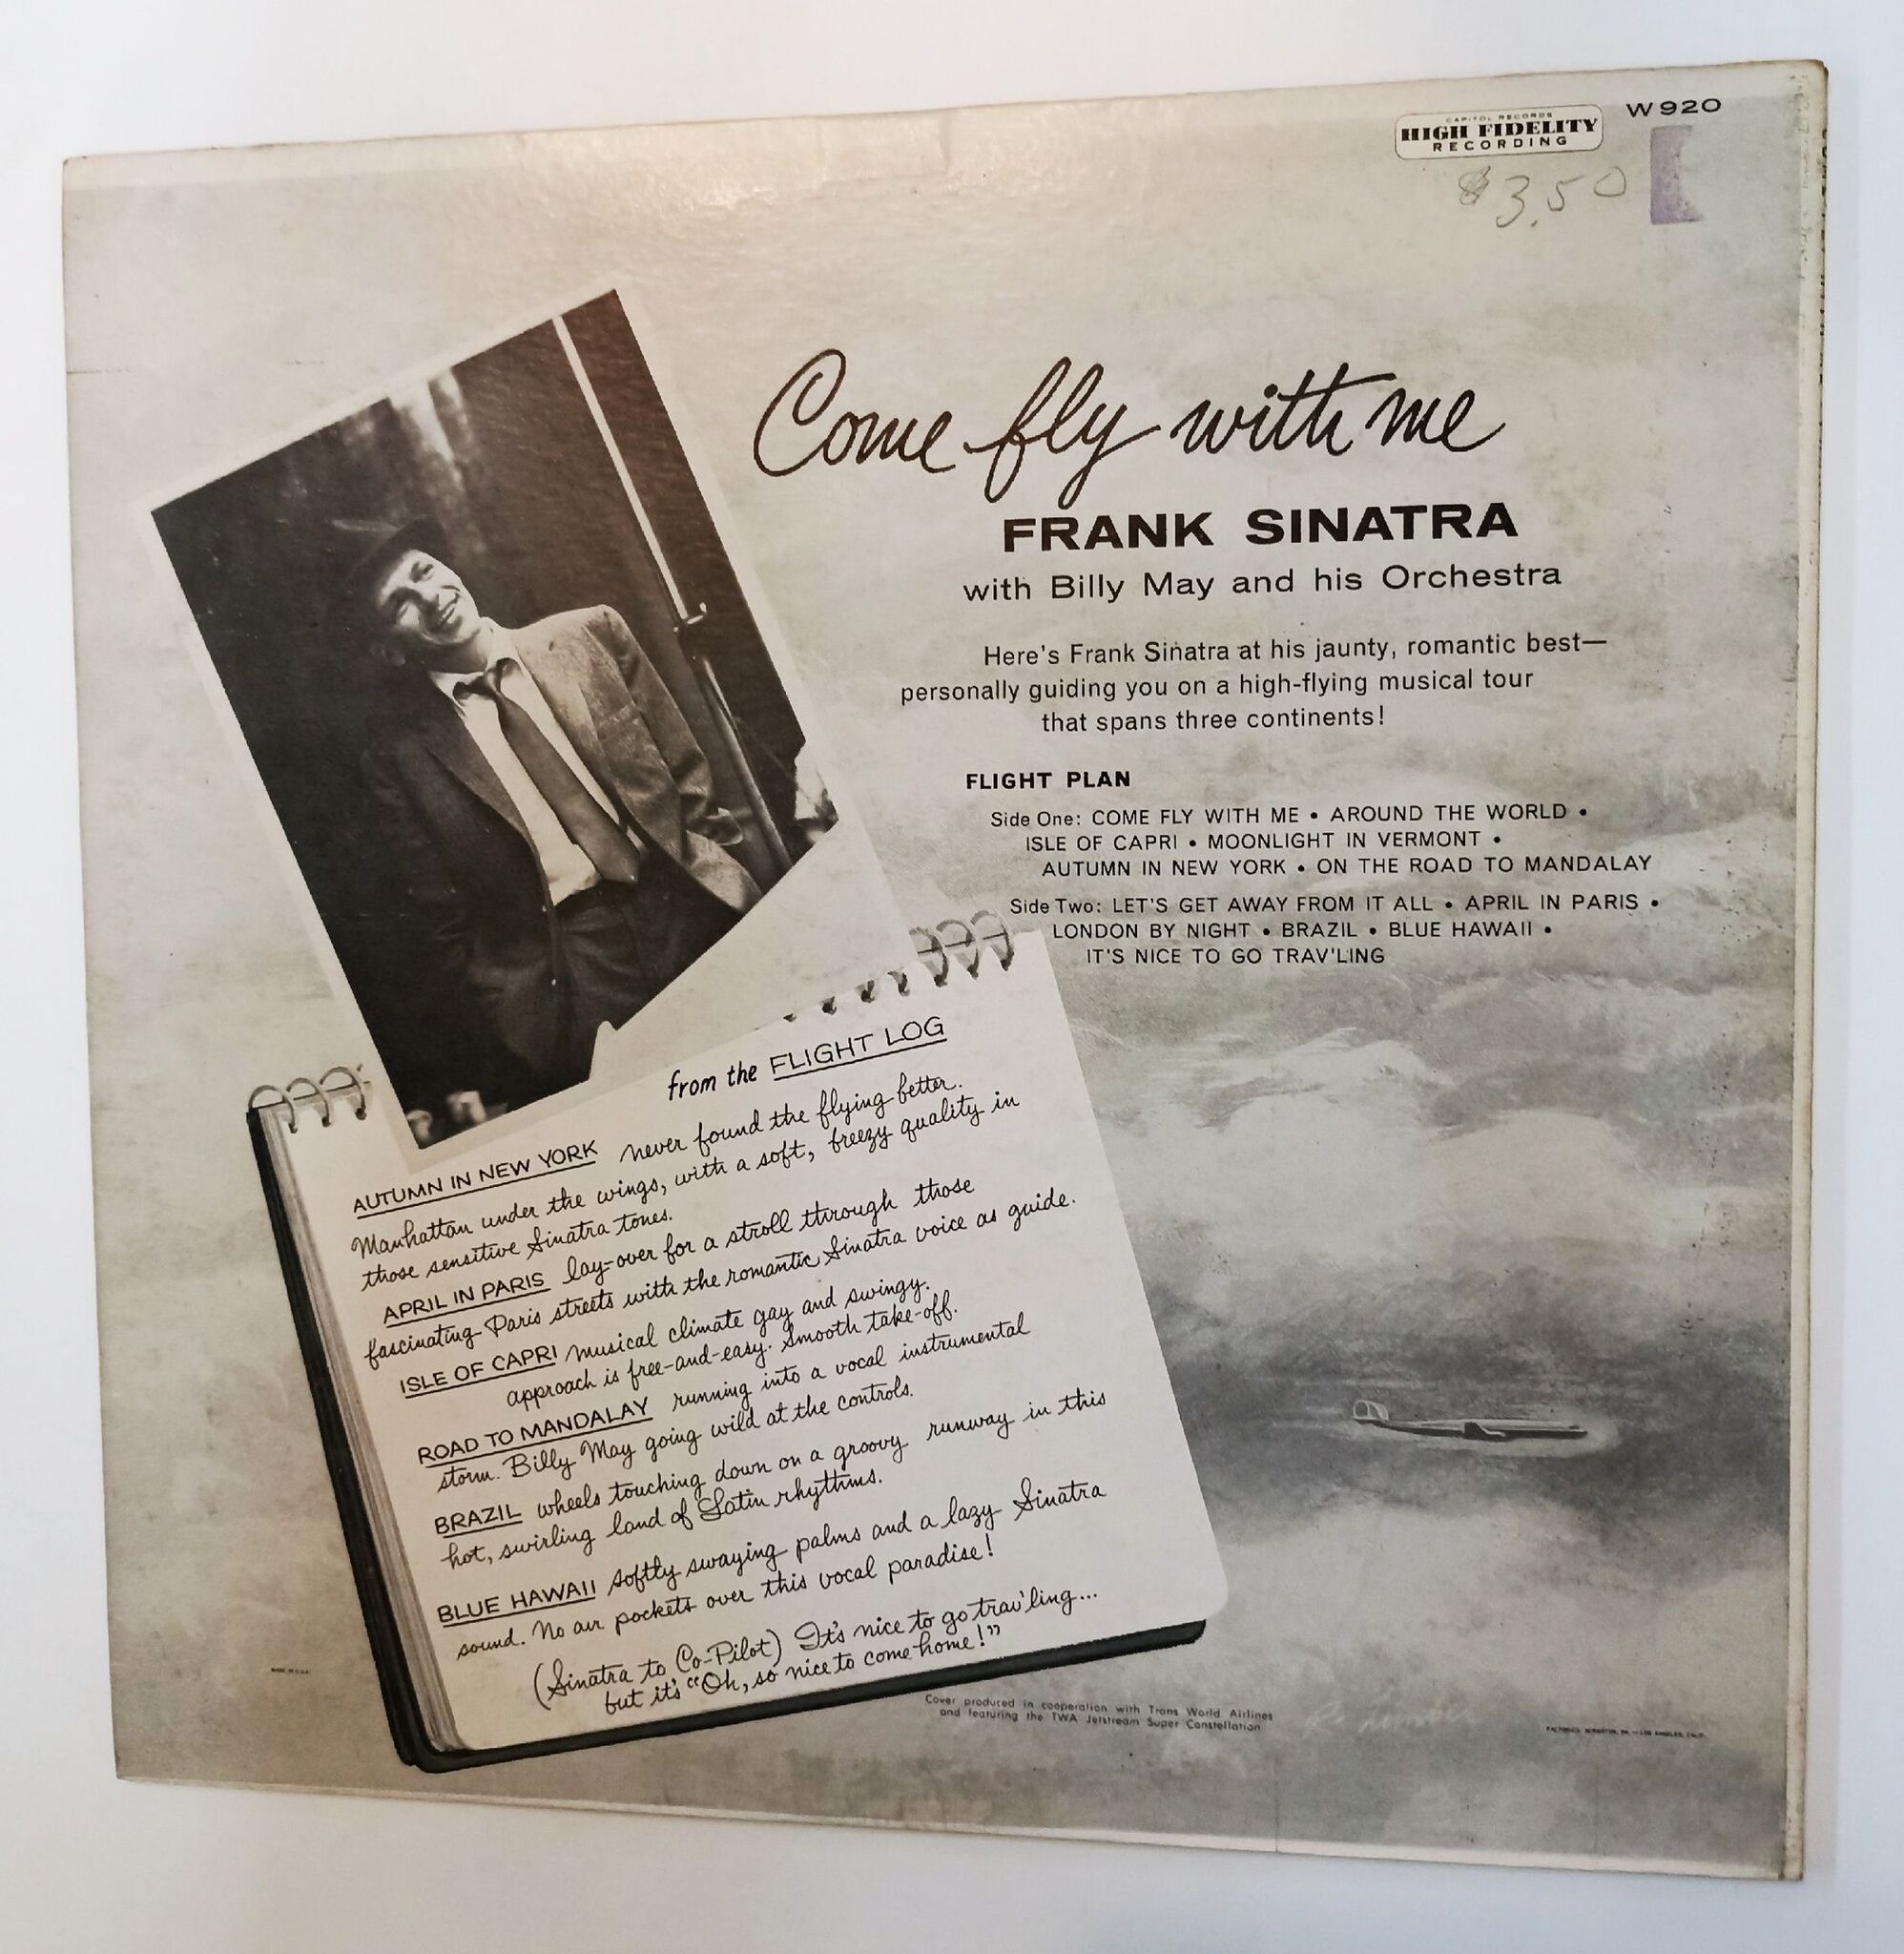 CAPITOL RECORDS
HIGH FIDELITY
RECORDING
W 920
$3.50
Come fly with me
FRANK SINATRA
with Billy May and his Orchestra
Here's Frank Sinatra at his jaunty, romantic best—
personally guiding you on a high-flying musical tour
that spans three continents!
FLIGHT PLAN
Side One: COME FLY WITH ME • AROUND THE WORLD •
ISLE OF CAPRI • MOONLIGHT IN VERMONT •
AUTUMN IN NEW YORK • ON THE ROAD TO MANDALAY
Side Two: LET'S GET AWAY FROM IT ALL • APRIL IN PARIS •
LONDON BY NIGHT • BRAZIL • BLUE HAWAII •
IT'S NICE TO GO TRAV'LING
from the FLIGHT LOG
AUTUMN IN NEW YORK never found the flying better.
Manhattan under the wings, with a soft, breezy quality in
those sensitive Sinatra tones.
APRIL IN PARIS lay-over for a stroll through those
fascinating Paris streets with the romantic Sinatra voice as guide.
ISLE OF CAPRI musical climate gay and swingy.
approach is free-and-easy. Smooth take-off.
ROAD TO MANDALAY running into a vocal instrumental
storm. Billy May going wild at the controls.
BRAZIL wheels touching down on a groovy runway in this
hot, swirling land of Latin rhythms.
BLUE HAWAII softly swaying palms and a lazy Sinatra
sound. No air pockets over this vocal paradise!
(Sinatra to Co-Pilot) It's nice to go trav'ling...
but it's "Oh, so nice to come home!"
Cover produced in cooperation with Trans World Airlines
and featuring the TWA Jetstream Super Constellation
MADE IN U.S.A.